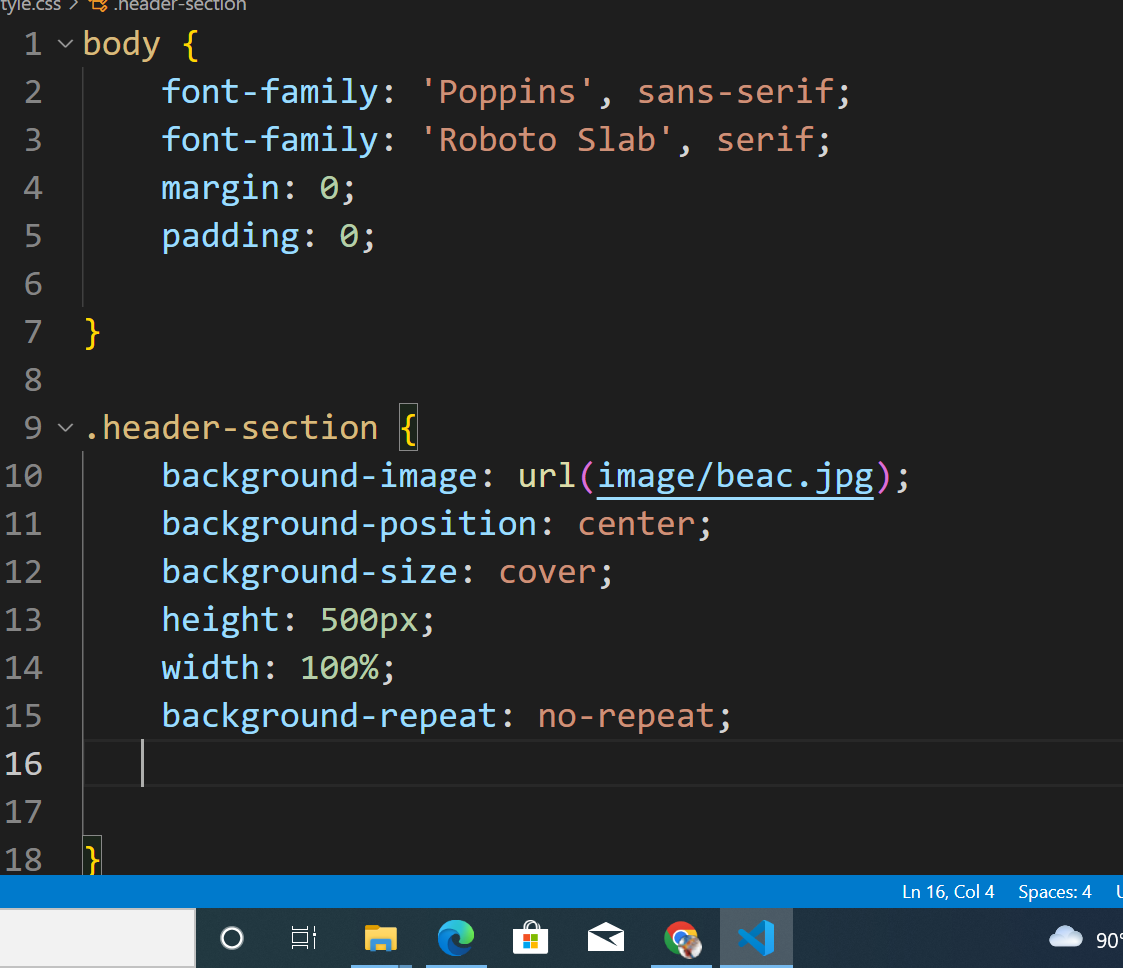 tyle.css > .header-section
1 body {
2 font-family: 'Poppins', sans-serif;
3 font-family: 'Roboto Slab', serif;
4 margin: 0;
5 padding: 0;
6
7 }
8
9 .header-section {
10 background-image: url(image/beac.jpg);
11 background-position: center;
12 background-size: cover;
13 height: 500px;
14 width: 100%;
15 background-repeat: no-repeat;
16
17
18 }
Ln 16, Col 4 Spaces: 4
90°